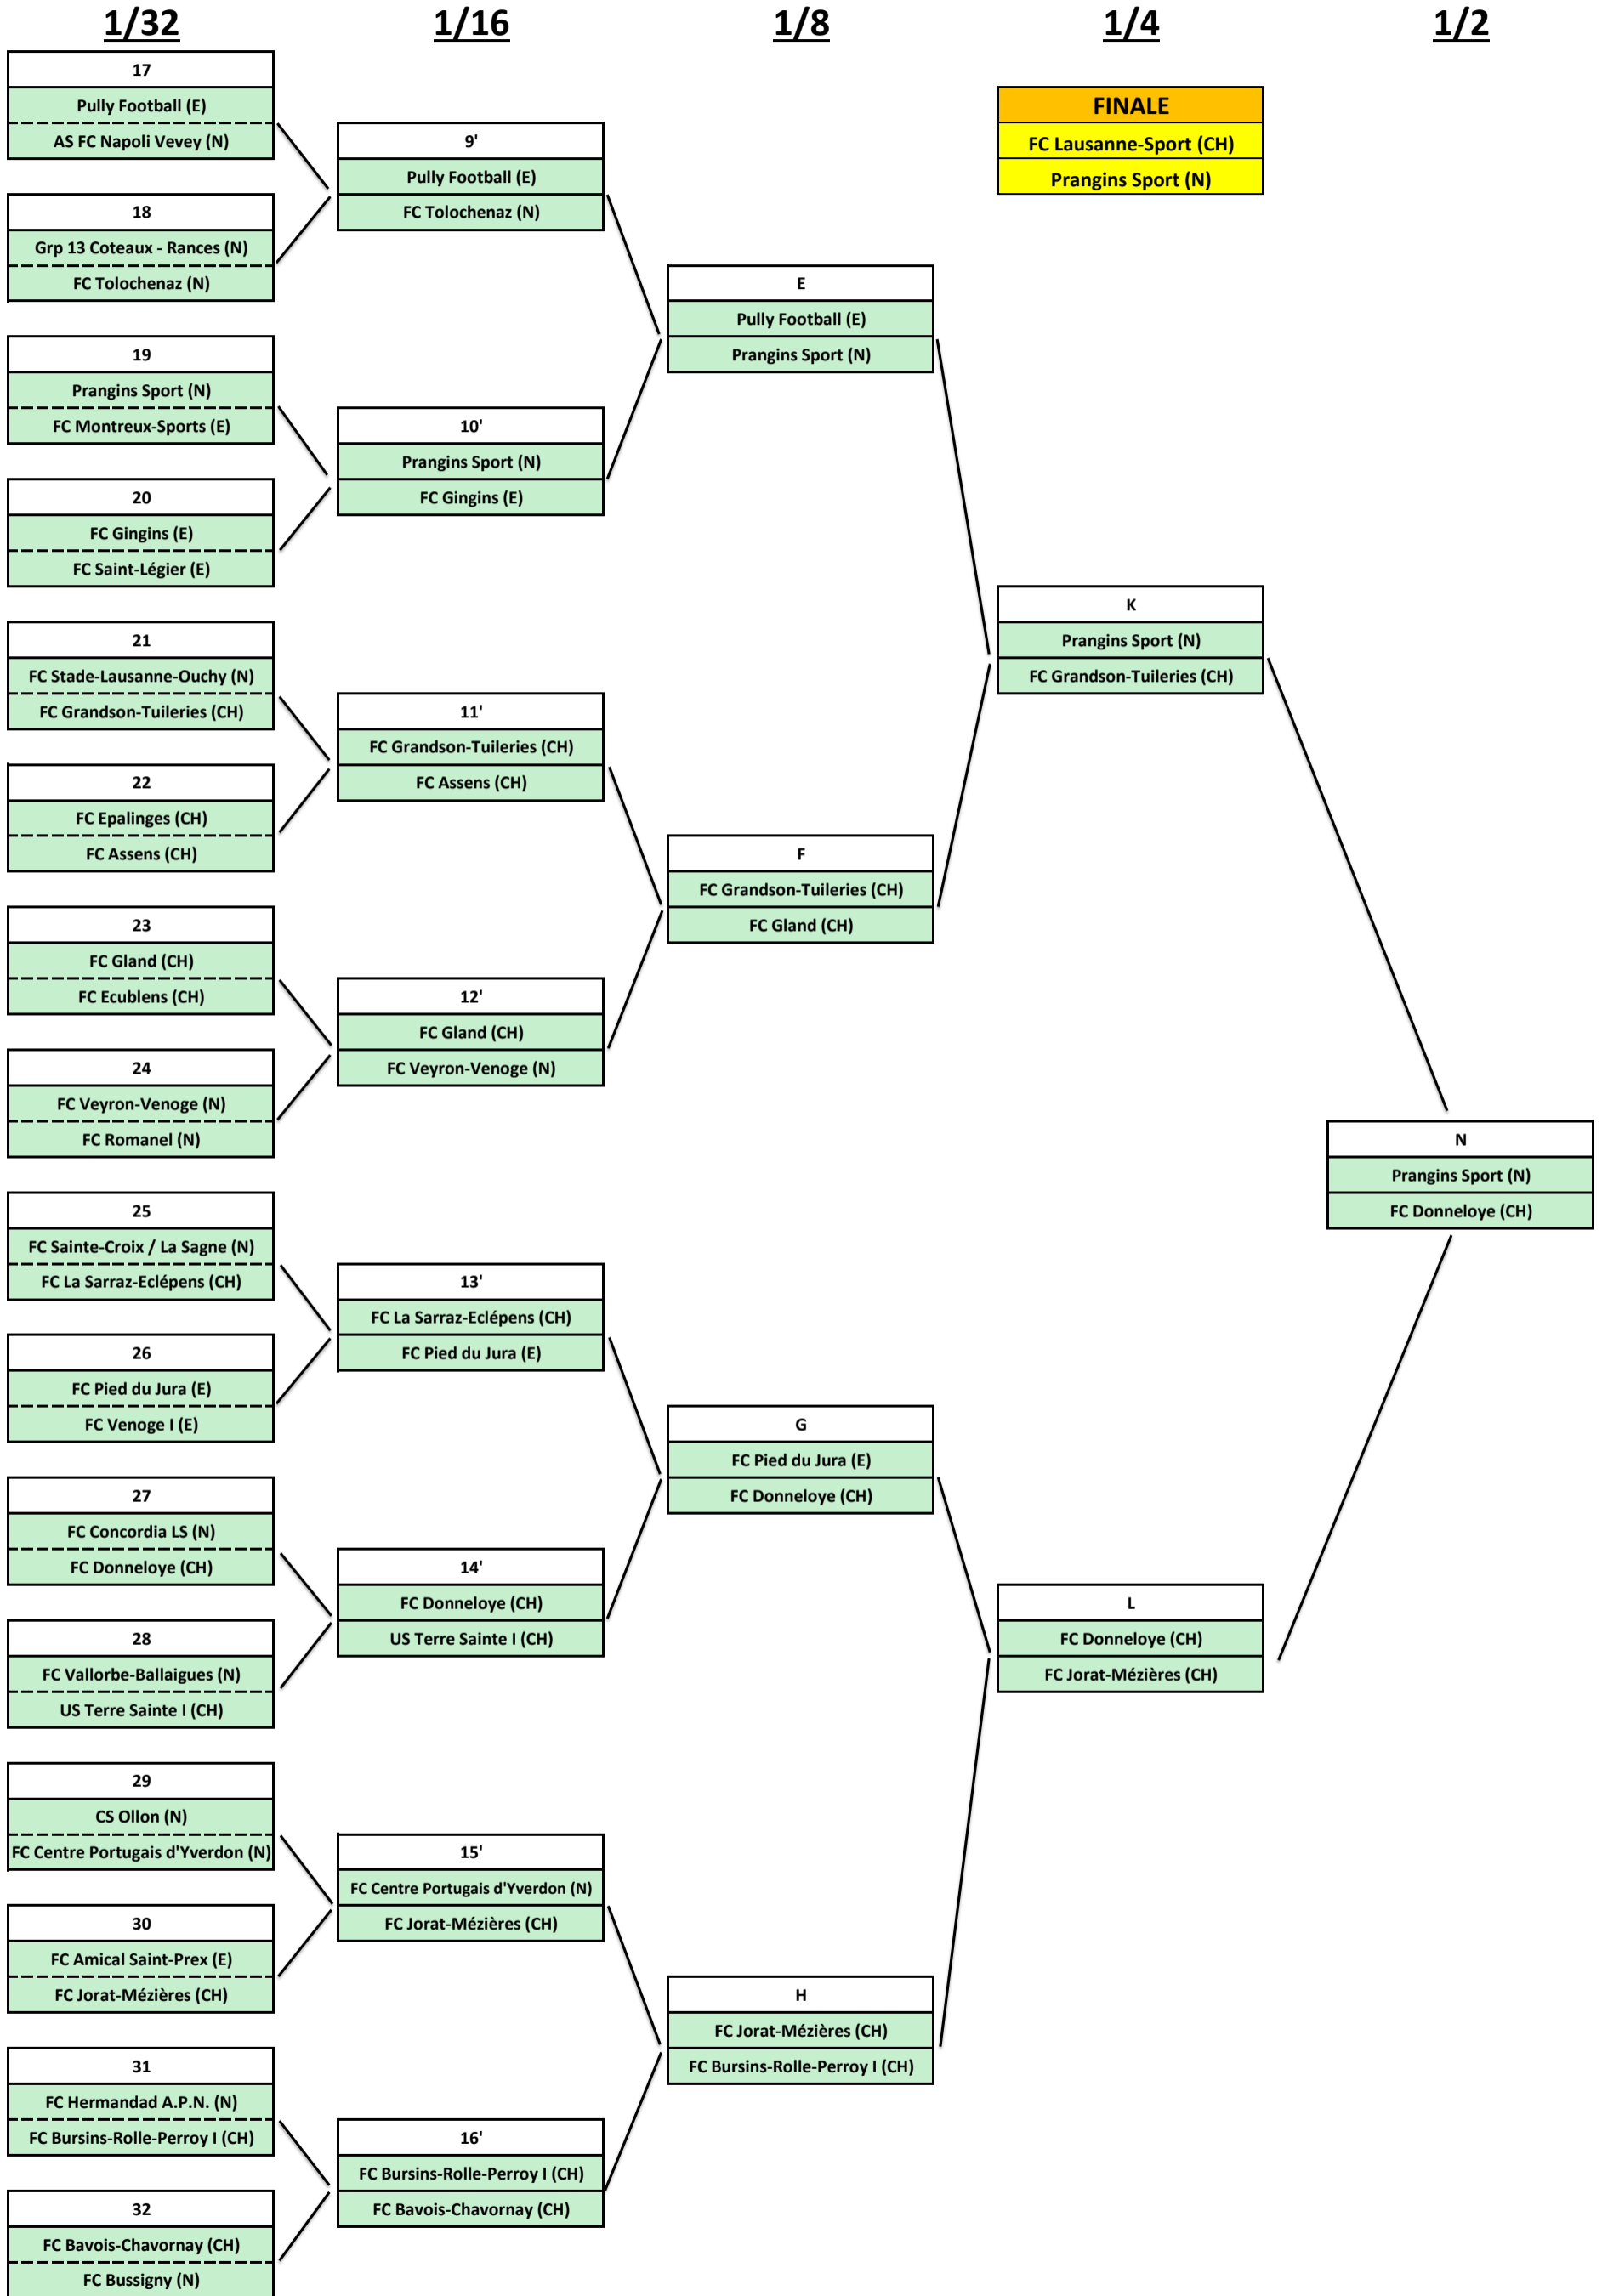 1/32
1/16
1/8
1/4
1/2
17
Pully Football (E)
AS FC Napoli Vevey (N)
18
Grp 13 Coteaux - Rances (N)
FC Tolochenaz (N)
19
Prangins Sport (N)
FC Montreux-Sports (E)
20
FC Gingins (E)
FC Saint-Légier (E)
21
FC Stade-Lausanne-Ouchy (N)
FC Grandson-Tuileries (CH)
22
FC Epalinges (CH)
FC Assens (CH)
23
FC Gland (CH)
FC Ecublens (CH)
24
FC Veyron-Venoge (N)
FC Romanel (N)
25
FC Sainte-Croix / La Sagne (N)
FC La Sarraz-Eclépens (CH)
26
FC Pied du Jura (E)
FC Venoge I (E)
27
FC Concordia LS (N)
FC Donneloye (CH)
28
FC Vallorbe-Ballaigues (N)
US Terre Sainte I (CH)
29
CS Ollon (N)
FC Centre Portugais d'Yverdon (N)
30
FC Amical Saint-Prex (E)
FC Jorat-Mézières (CH)
31
FC Hermandad A.P.N. (N)
FC Bursins-Rolle-Perroy I (CH)
32
FC Bavois-Chavornay (CH)
FC Bussigny (N)
9'
Pully Football (E)
FC Tolochenaz (N)
10'
Prangins Sport (N)
FC Gingins (E)
11'
FC Grandson-Tuileries (CH)
FC Assens (CH)
12'
FC Gland (CH)
FC Veyron-Venoge (N)
13'
FC La Sarraz-Eclépens (CH)
FC Pied du Jura (E)
14'
FC Donneloye (CH)
US Terre Sainte I (CH)
15'
FC Centre Portugais d'Yverdon (N)
FC Jorat-Mézières (CH)
16'
FC Bursins-Rolle-Perroy I (CH)
FC Bavois-Chavornay (CH)
E
Pully Football (E)
Prangins Sport (N)
F
FC Grandson-Tuileries (CH)
FC Gland (CH)
G
FC Pied du Jura (E)
FC Donneloye (CH)
H
FC Jorat-Mézières (CH)
FC Bursins-Rolle-Perroy I (CH)
FINALE
FC Lausanne-Sport (CH)
Prangins Sport (N)
K
Prangins Sport (N)
FC Grandson-Tuileries (CH)
L
FC Donneloye (CH)
FC Jorat-Mézières (CH)
N
Prangins Sport (N)
FC Donneloye (CH)